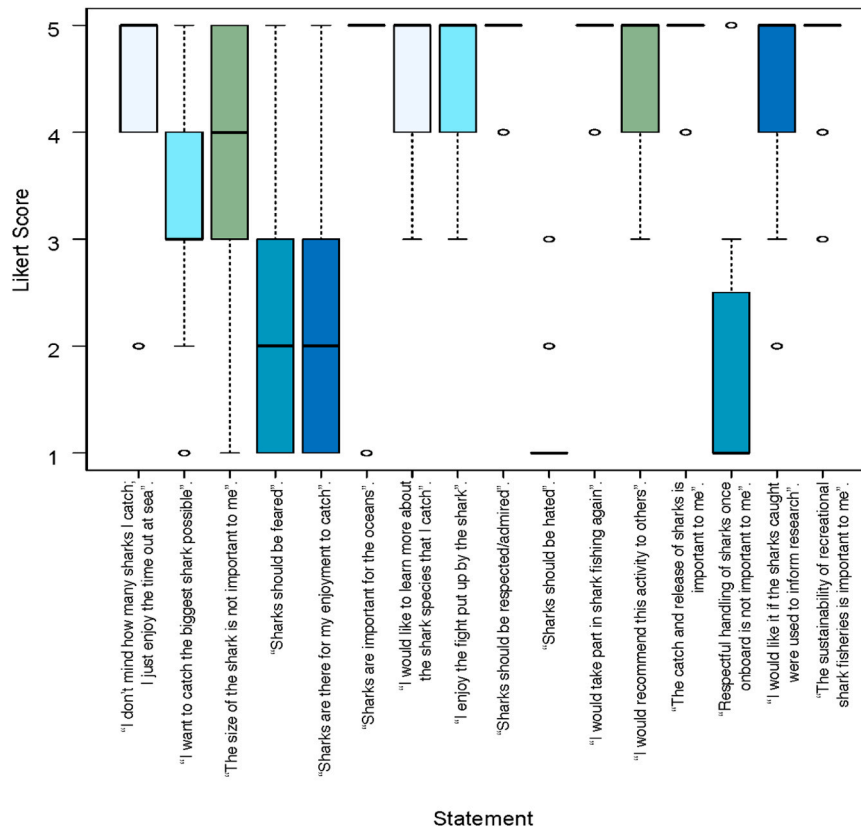 5
4
3
2
1
Likert Score
“I don't mind how many sharks I catch;
I just enjoy the time out at sea”.
“I want to catch the biggest shark possible”.
“The size of the shark is not important to me”.
“Sharks should be feared”.
“Sharks are there for my enjoyment to catch”.
“Sharks are important for the oceans”.
“I would like to learn more about
the shark species that I catch”.
“I enjoy the fight put up by the shark”.
“Sharks should be respected/admired”.
“Sharks should be hated”.
“I would take part in shark fishing again”.
“I would recommend this activity to others”.
“The catch and release of sharks is
important to me”.
“Respectful handling of sharks once
onboard is not important to me”.
“I would like it if the sharks caught
were used to inform research”.
“The sustainability of recreational
shark fisheries is important to me”.
Statement